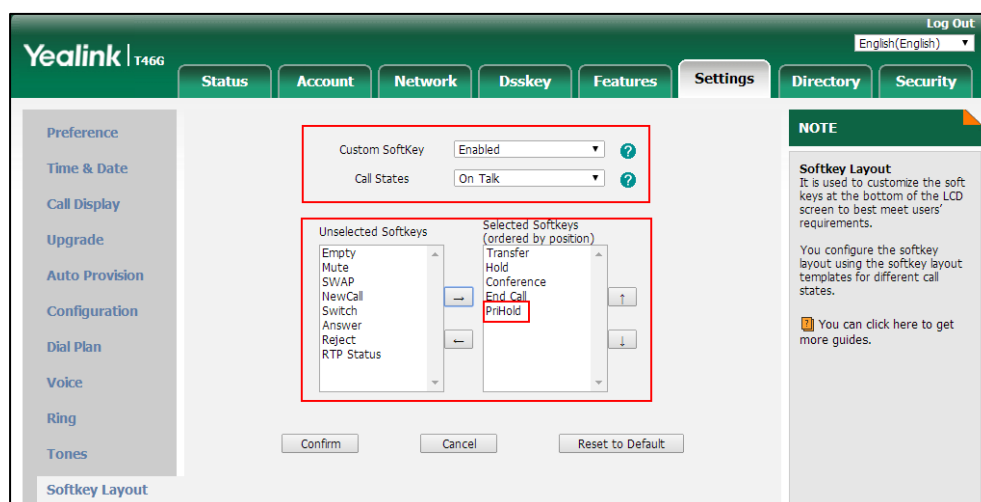 Log Out
English(English)
Yealink | T46G
Status Account Network Dsskey Features Settings Directory Security
Preference
Time & Date
Call Display
Upgrade
Auto Provision
Configuration
Dial Plan
Voice
Ring
Tones
Softkey Layout
Custom SoftKey Enabled ?
Call States On Talk ?
Unselected Softkeys
Empty
Mute
SWAP
NewCall
Switch
Answer
Reject
RTP Status
→
←
Selected Softkeys
(ordered by position)
Transfer
Hold
Conference
End Call
PriHold
↑
↓
Confirm Cancel Reset to Default
NOTE
Softkey Layout
It is used to customize the soft
keys at the bottom of the LCD
screen to best meet users'
requirements.
You configure the softkey
layout using the softkey layout
templates for different call
states.
? You can click here to get
more guides.